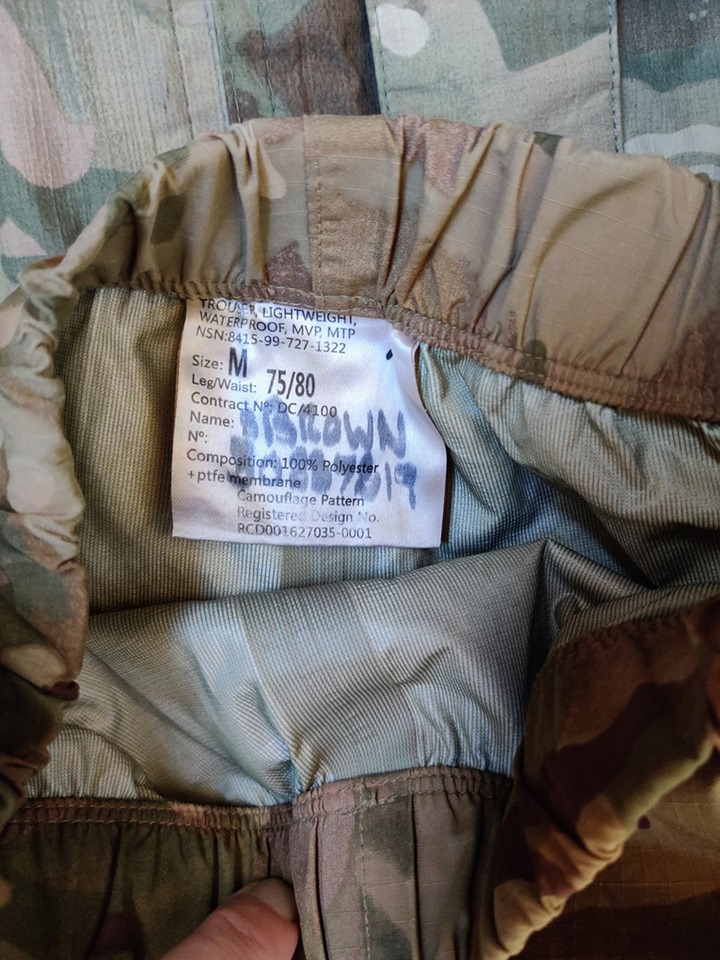 TROUSER, LIGHTWEIGHT,
WATERPROOF, MVP, MTP
NSN:8415-99-727-1322
Size: M
Leg/Waist: 75/80
Contract Nº: DC/4100
Name: BROWN
Nº:
Composition: 100% Polyester
+ptfe membrane
Camouflage Pattern
Registered Design No.
RCD001627035-0001